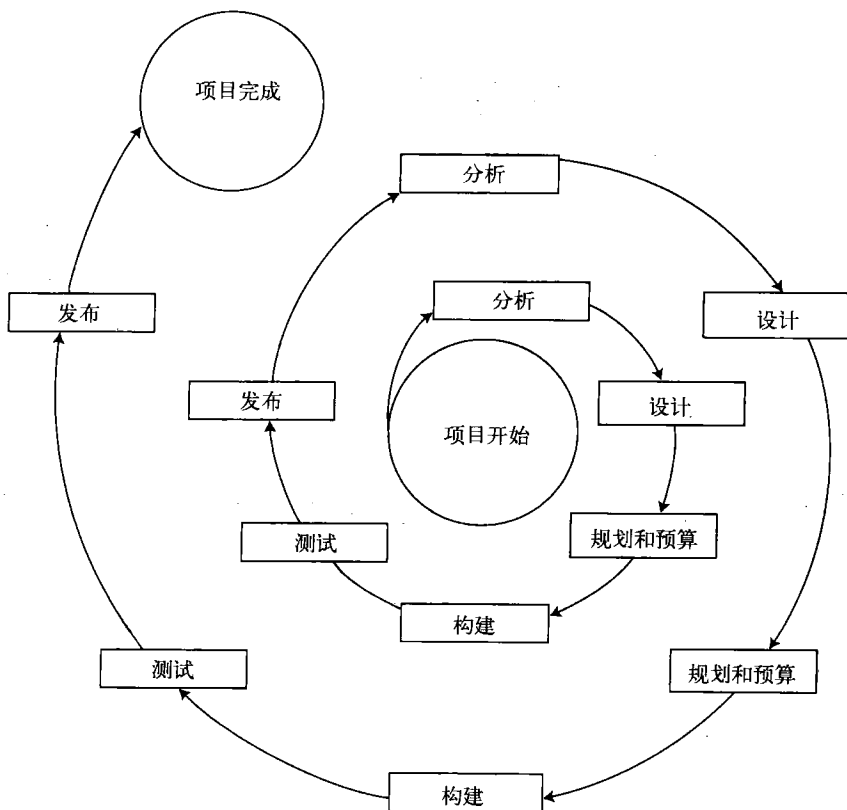 项目完成
分析
分析
发布
设计
发布
设计
项目开始
测试
规划和预算
构建
测试
规划和预算
构建